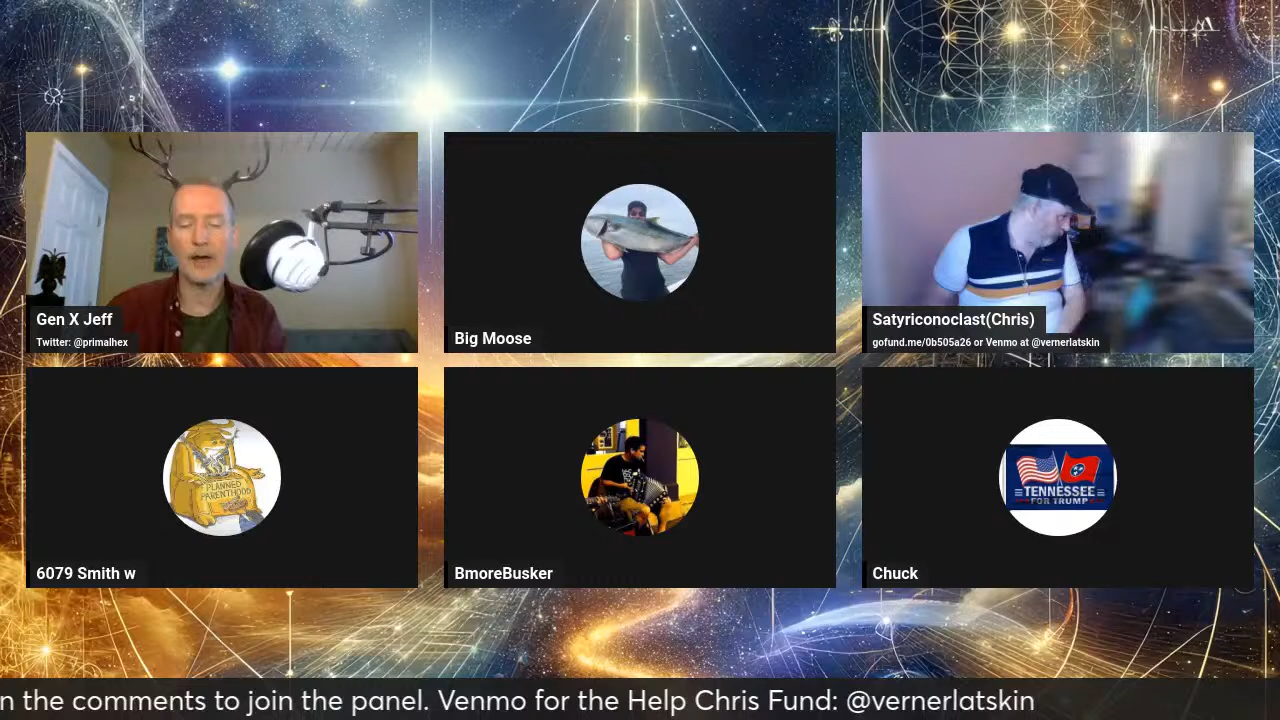 Gen X Jeff
Twitter: @primalhex
Big Moose
Satyriconoclast(Chris)
gofund.me/0b505a26 or Venmo at @vernerlatskin
PLANNED
PARENTHOOD
6079 Smith w
BmoreBusker
TENNESSEE
FOR TRUMP
Chuck
n the comments to join the panel. Venmo for the Help Chris Fund: @vernerlatskin